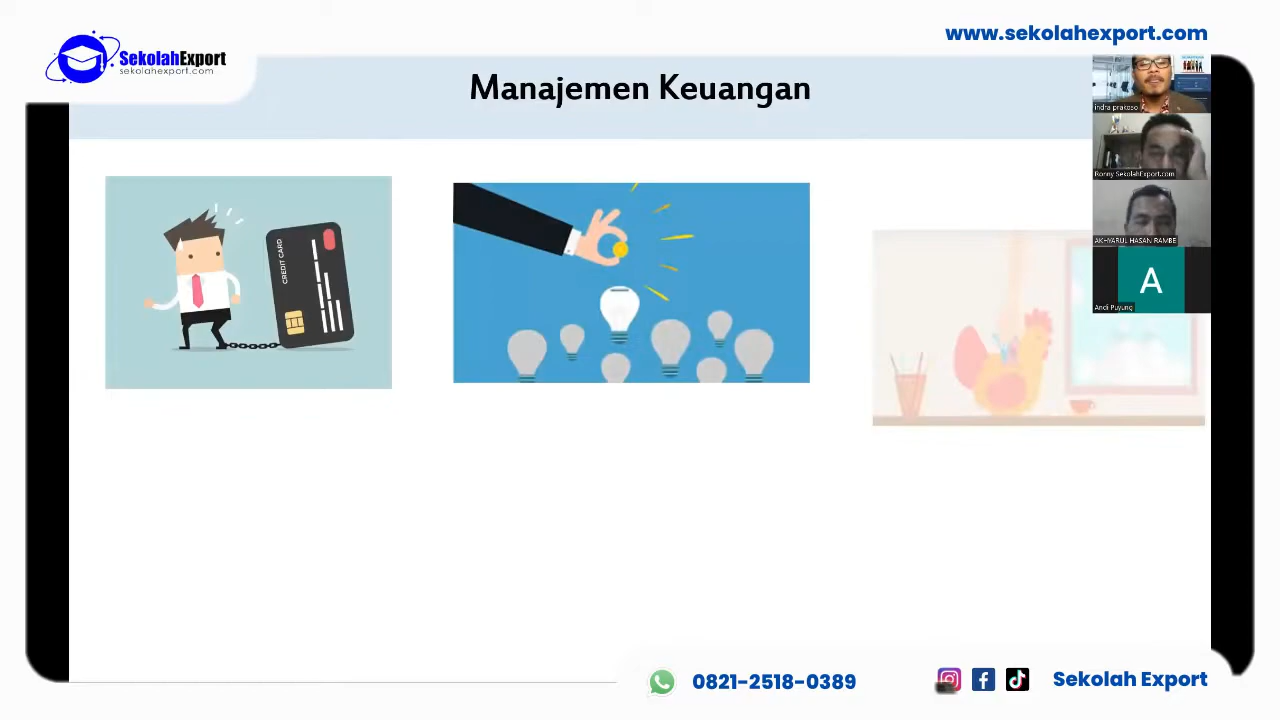 SekolahExport
sekolahexport.com
www.sekolahexport.com
Manajemen Keuangan
CREDIT CARD
indra prakoso
Ronny SekolahExport.com
AKHYARUL HASAN RAMBE
A
Andi Puyung
0821-2518-0389
Sekolah Export